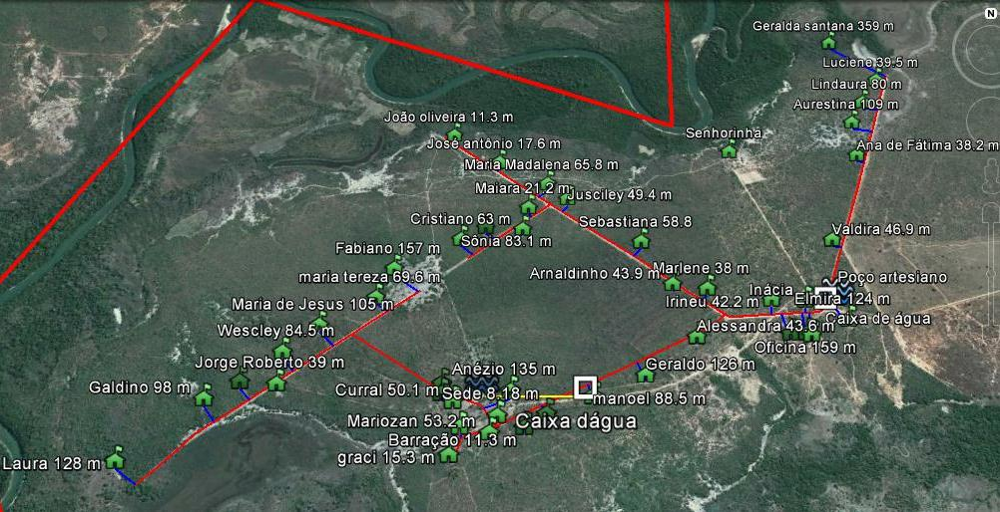 N
Geralda santana 359 m
Luciene 39.5 m
Lindaura 80 m
Aurestina 109 m
João oliveira 11.3 m
Senhorinha
José antônio 17.6 m
Ana de Fátima 38.2 m
Maria Madalena 65.8 m
Maiara 21.2 m
Jusciley 49.4 m
Cristiano 63 m
Sebastiana 58.8
Valdira 46.9 m
Sônia 83.1 m
Fabiano 157 m
Marlene 38 m
Arnaldinho 43.9 m
maria tereza 69.6 m
Poço artesiano
Inácia
Elmira 124 m
Maria de Jesus 105 m
Irineu 42.2 m
Caixa de água
Wescley 84.5 m
Alessandra 43.6 m
Oficina 159 m
Jorge Roberto 39 m
Geraldo 126 m
Anézio 135 m
Galdino 98 m
Curral 50.1 m
Sede 8.18 m
manoel 88.5 m
Mariozan 53.2 m
Caixa dágua
Barração 11.3 m
graci 15.3 m
Laura 128 m